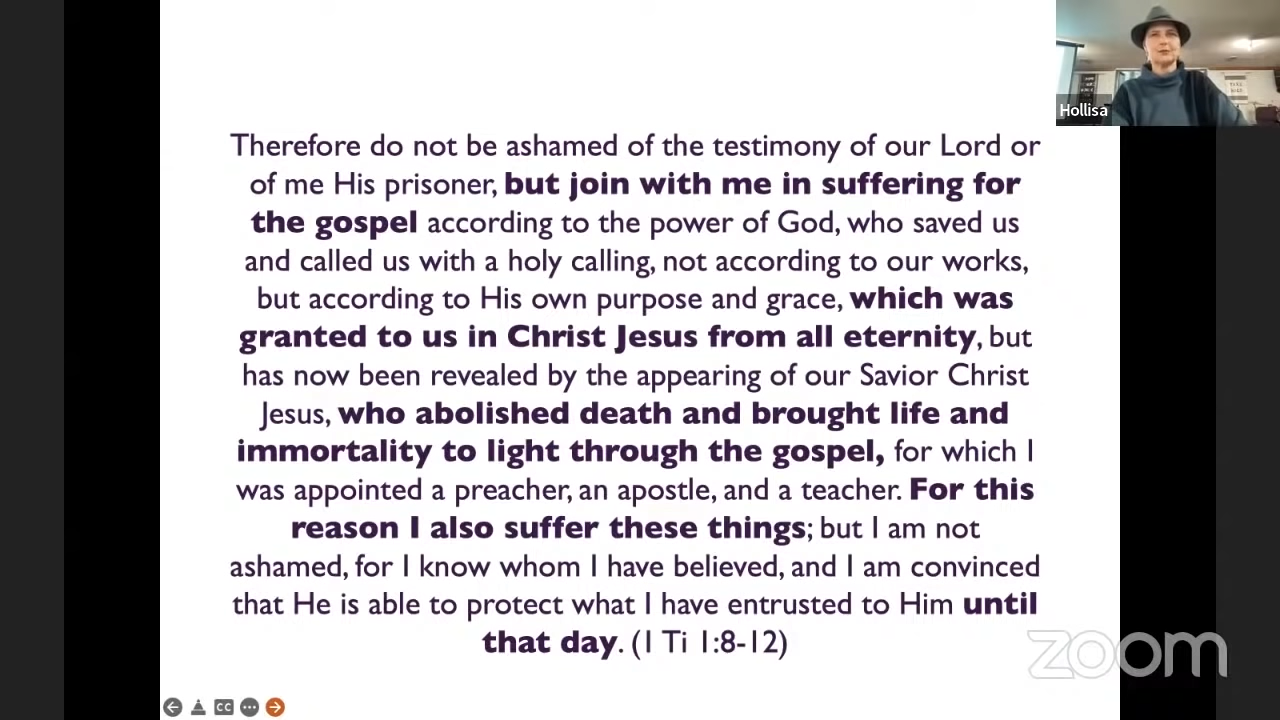 Therefore do not be ashamed of the testimony of our Lord or
of me His prisoner, but join with me in suffering for
the gospel according to the power of God, who saved us
and called us with a holy calling, not according to our works,
but according to His own purpose and grace, which was
granted to us in Christ Jesus from all eternity, but
has now been revealed by the appearing of our Savior Christ
Jesus, who abolished death and brought life and
immortality to light through the gospel, for which I
was appointed a preacher, an apostle, and a teacher. For this
reason I also suffer these things; but I am not
ashamed, for I know whom I have believed, and I am convinced
that He is able to protect what I have entrusted to Him until
that day. (1 Ti 1:8-12)
Hollisa
zoom
CC